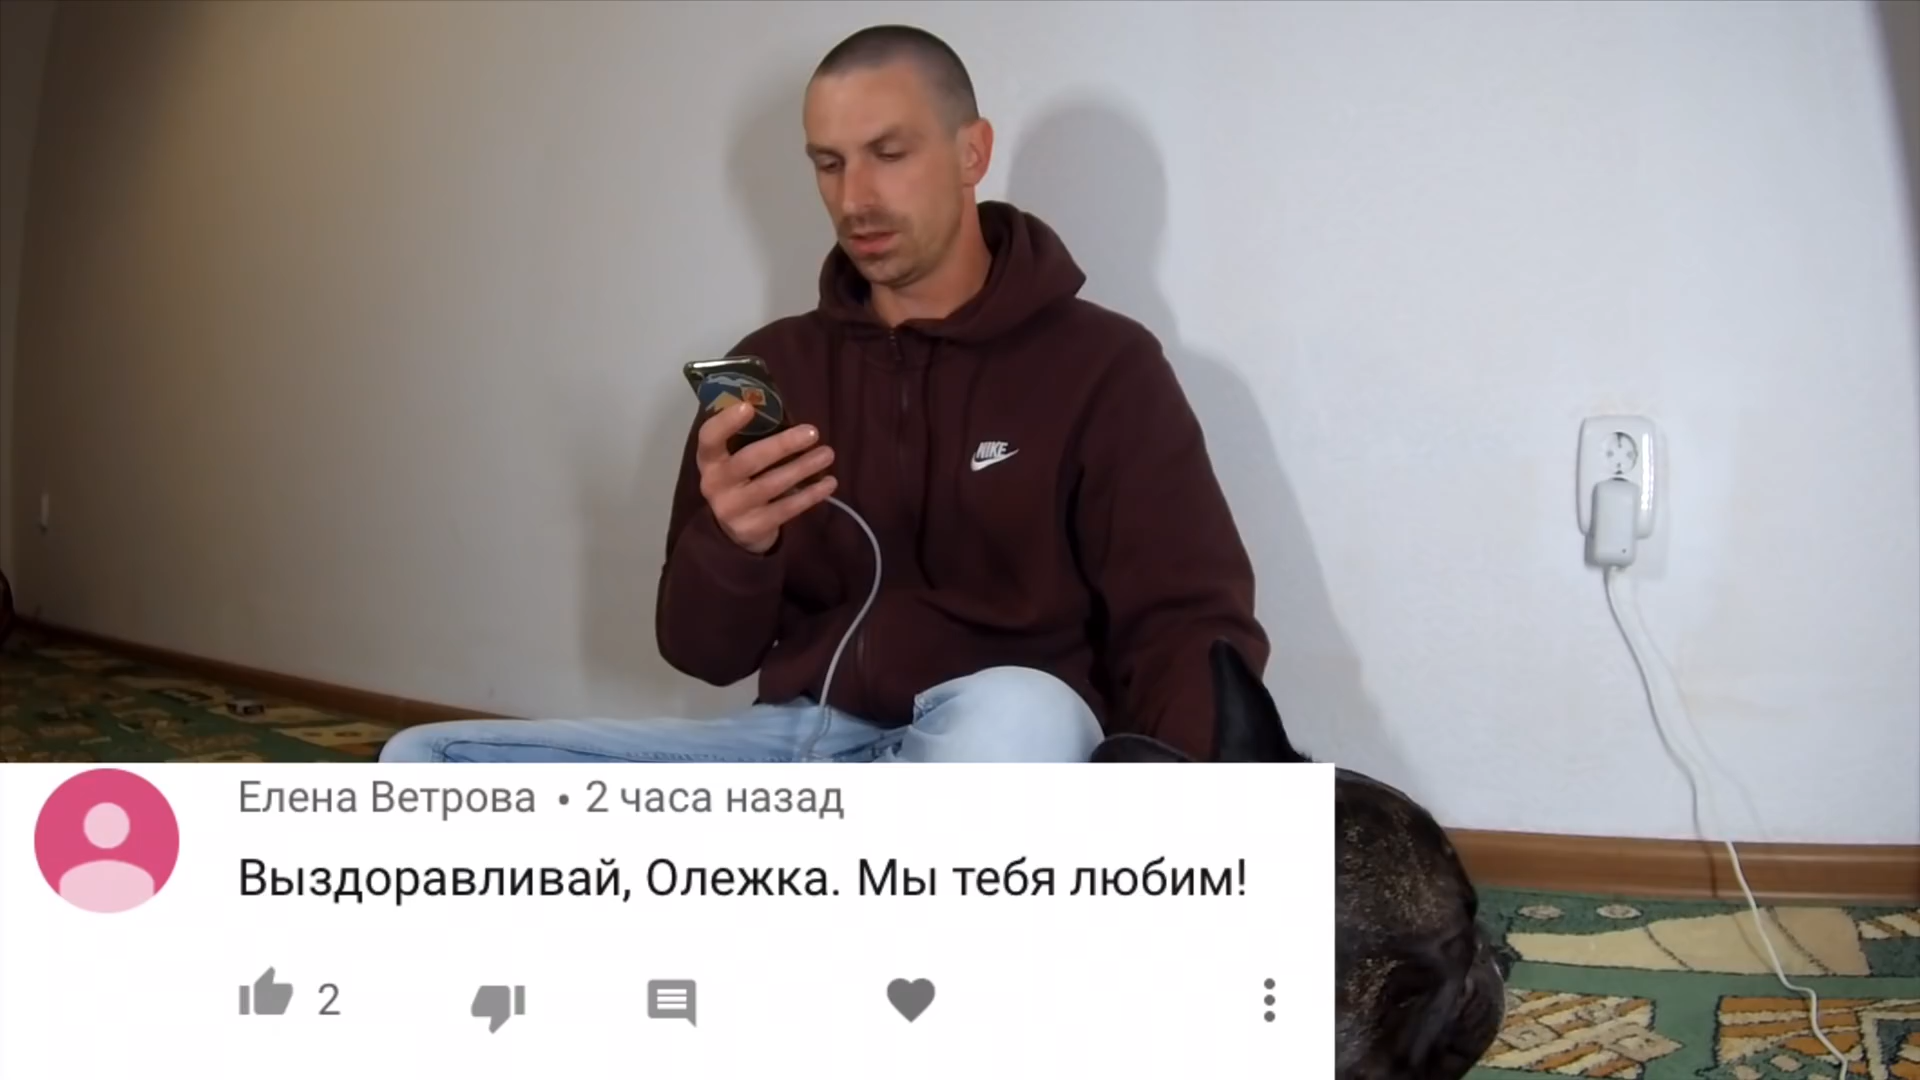 NIKE
Елена Ветрова • 2 часа назад
Выздоравливай, Олежка. Мы тебя любим!
2